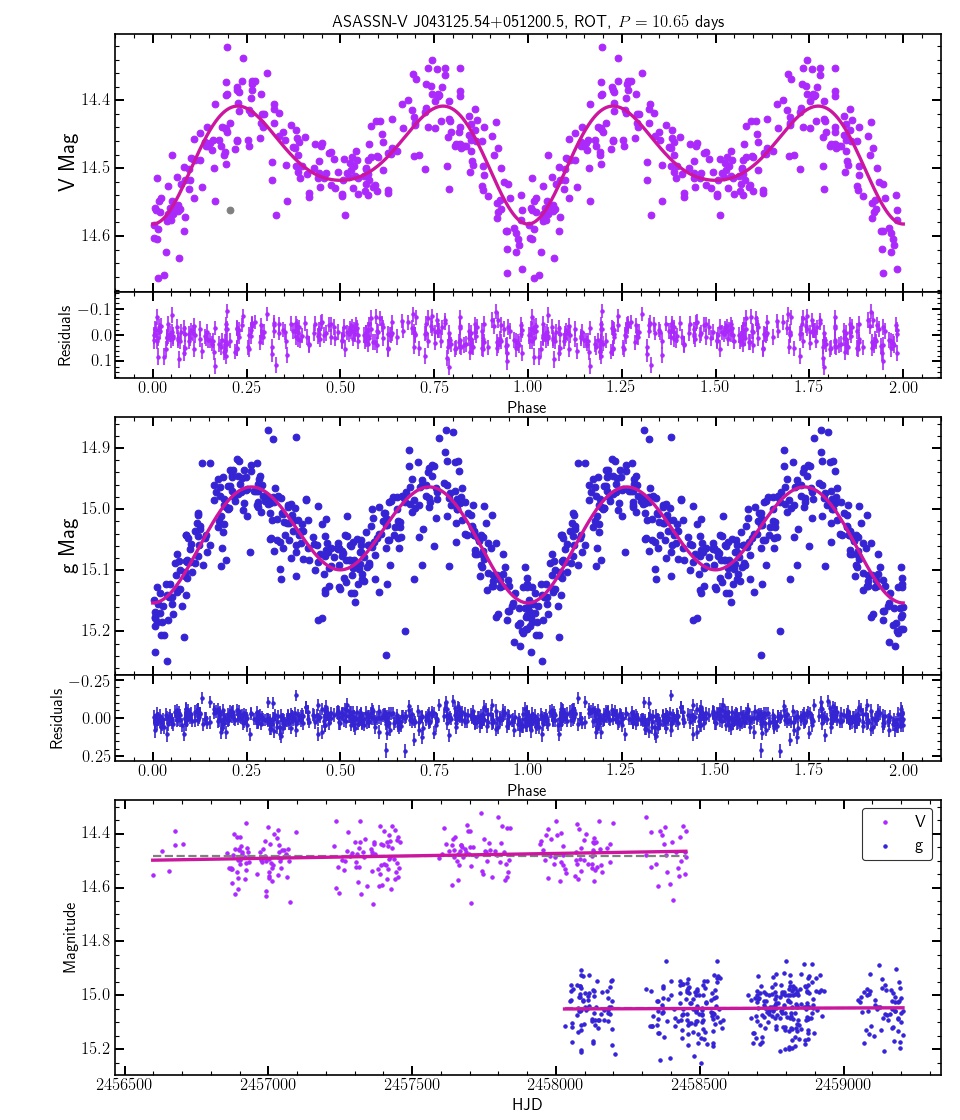 ASASSN-V J043125.54+051200.5, ROT, P = 10.65 days
V Mag
14.4
14.5
14.6
Residuals
−0.1
0.0
0.1
0.00 0.25 0.50 0.75 1.00 1.25 1.50 1.75 2.00
Phase
g Mag
14.9
15.0
15.1
15.2
Residuals
−0.25
0.00
0.25
0.00 0.25 0.50 0.75 1.00 1.25 1.50 1.75 2.00
Phase
Magnitude
14.4
14.6
14.8
15.0
15.2
V
g
2456500 2457000 2457500 2458000 2458500 2459000
HJD